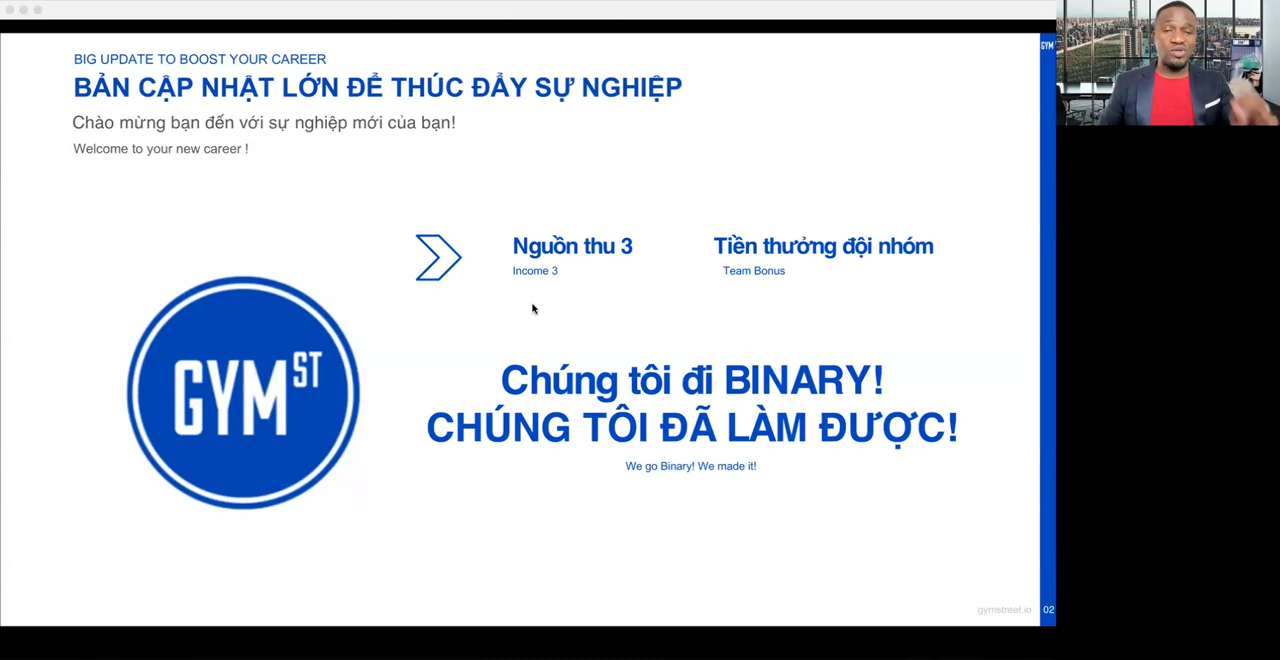 BIG UPDATE TO BOOST YOUR CAREER
BẢN CẬP NHẬT LỚN ĐỂ THÚC ĐẨY SỰ NGHIỆP
Chào mừng bạn đến với sự nghiệp mới của bạn!
Welcome to your new career !
Nguồn thu 3
Income 3
Tiền thưởng đội nhóm
Team Bonus
GYM ST
Chúng tôi đi BINARY!
CHÚNG TÔI ĐÃ LÀM ĐƯỢC!
We go Binary! We made it!
gymstreet.io
02
GYM